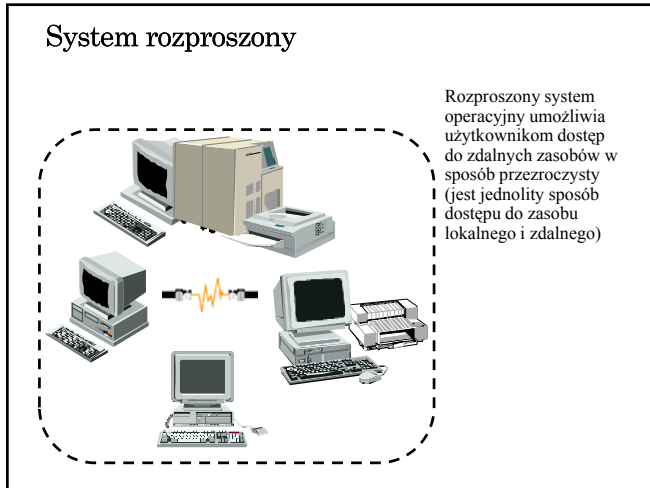 System rozproszony
Rozproszony system
operacyjny umożliwia
użytkownikom dostęp
do zdalnych zasobów w
sposób przezroczysty
(jest jednolity sposób
dostępu do zasobu
lokalnego i zdalnego)